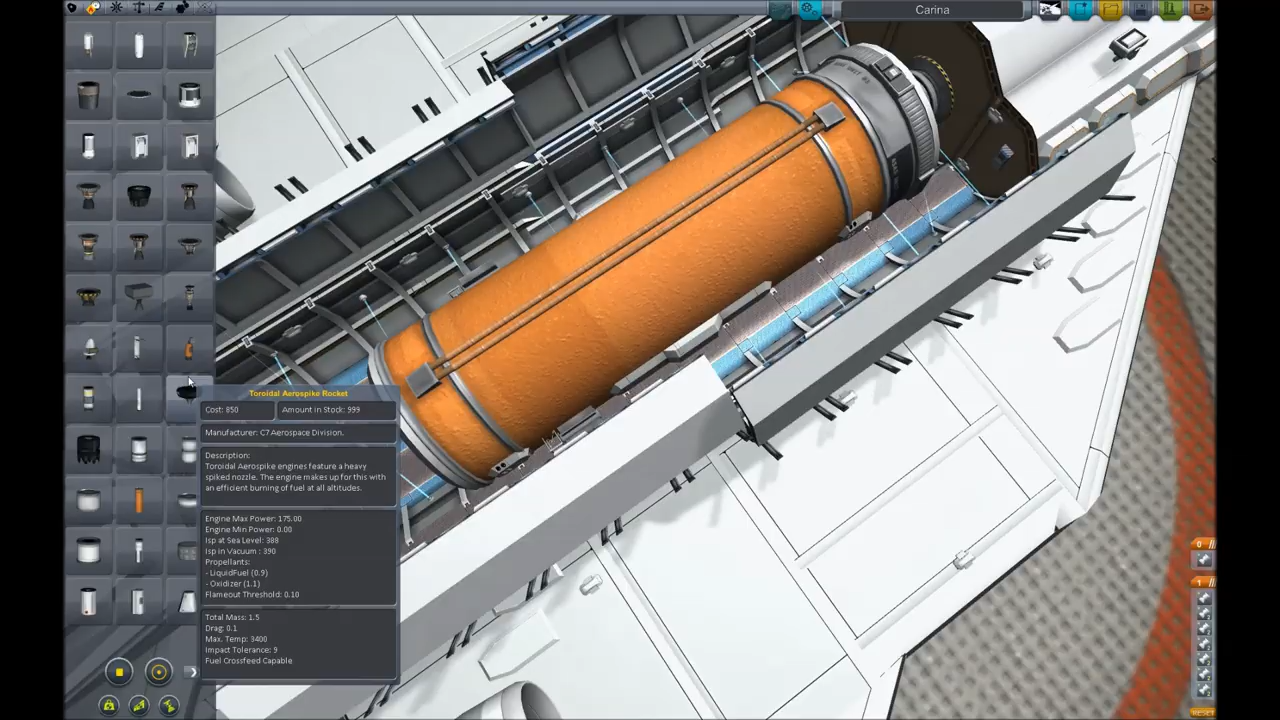 Carina
Toroidal Aerospike Rocket
Cost: 850
Amount in Stock: 999
Manufacturer: C7 Aerospace Division.
Description:
Toroidal Aerospike engines feature a heavy
spiked nozzle. The engine makes up for this with
an efficient burning of fuel at all altitudes.
Engine Max Power: 175.00
Engine Min Power: 0.00
Isp at Sea Level: 388
Isp in Vacuum : 390
Propellants:
- LiquidFuel (0.9)
- Oxidizer (1.1)
Flameout Threshold: 0.10
Total Mass: 1.5
Drag: 0.1
Max. Temp: 3400
Impact Tolerance: 9
Fuel Crossfeed Capable
0
1
RESET